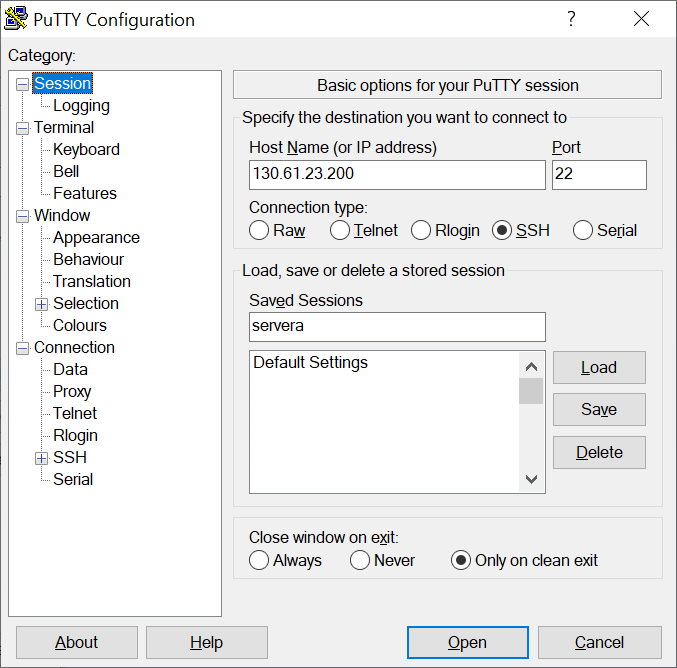 PuTTY Configuration
?
Category:
Session
Logging
Terminal
Keyboard
Bell
Features
Window
Appearance
Behaviour
Translation
Selection
Colours
Connection
Data
Proxy
Telnet
Rlogin
SSH
Serial
Basic options for your PuTTY session
Specify the destination you want to connect to
Host Name (or IP address) Port
130.61.23.200 22
Connection type:
Raw Telnet Rlogin SSH Serial
Load, save or delete a stored session
Saved Sessions
servera
Default Settings
Load
Save
Delete
Close window on exit:
Always Never Only on clean exit
About Help Open Cancel